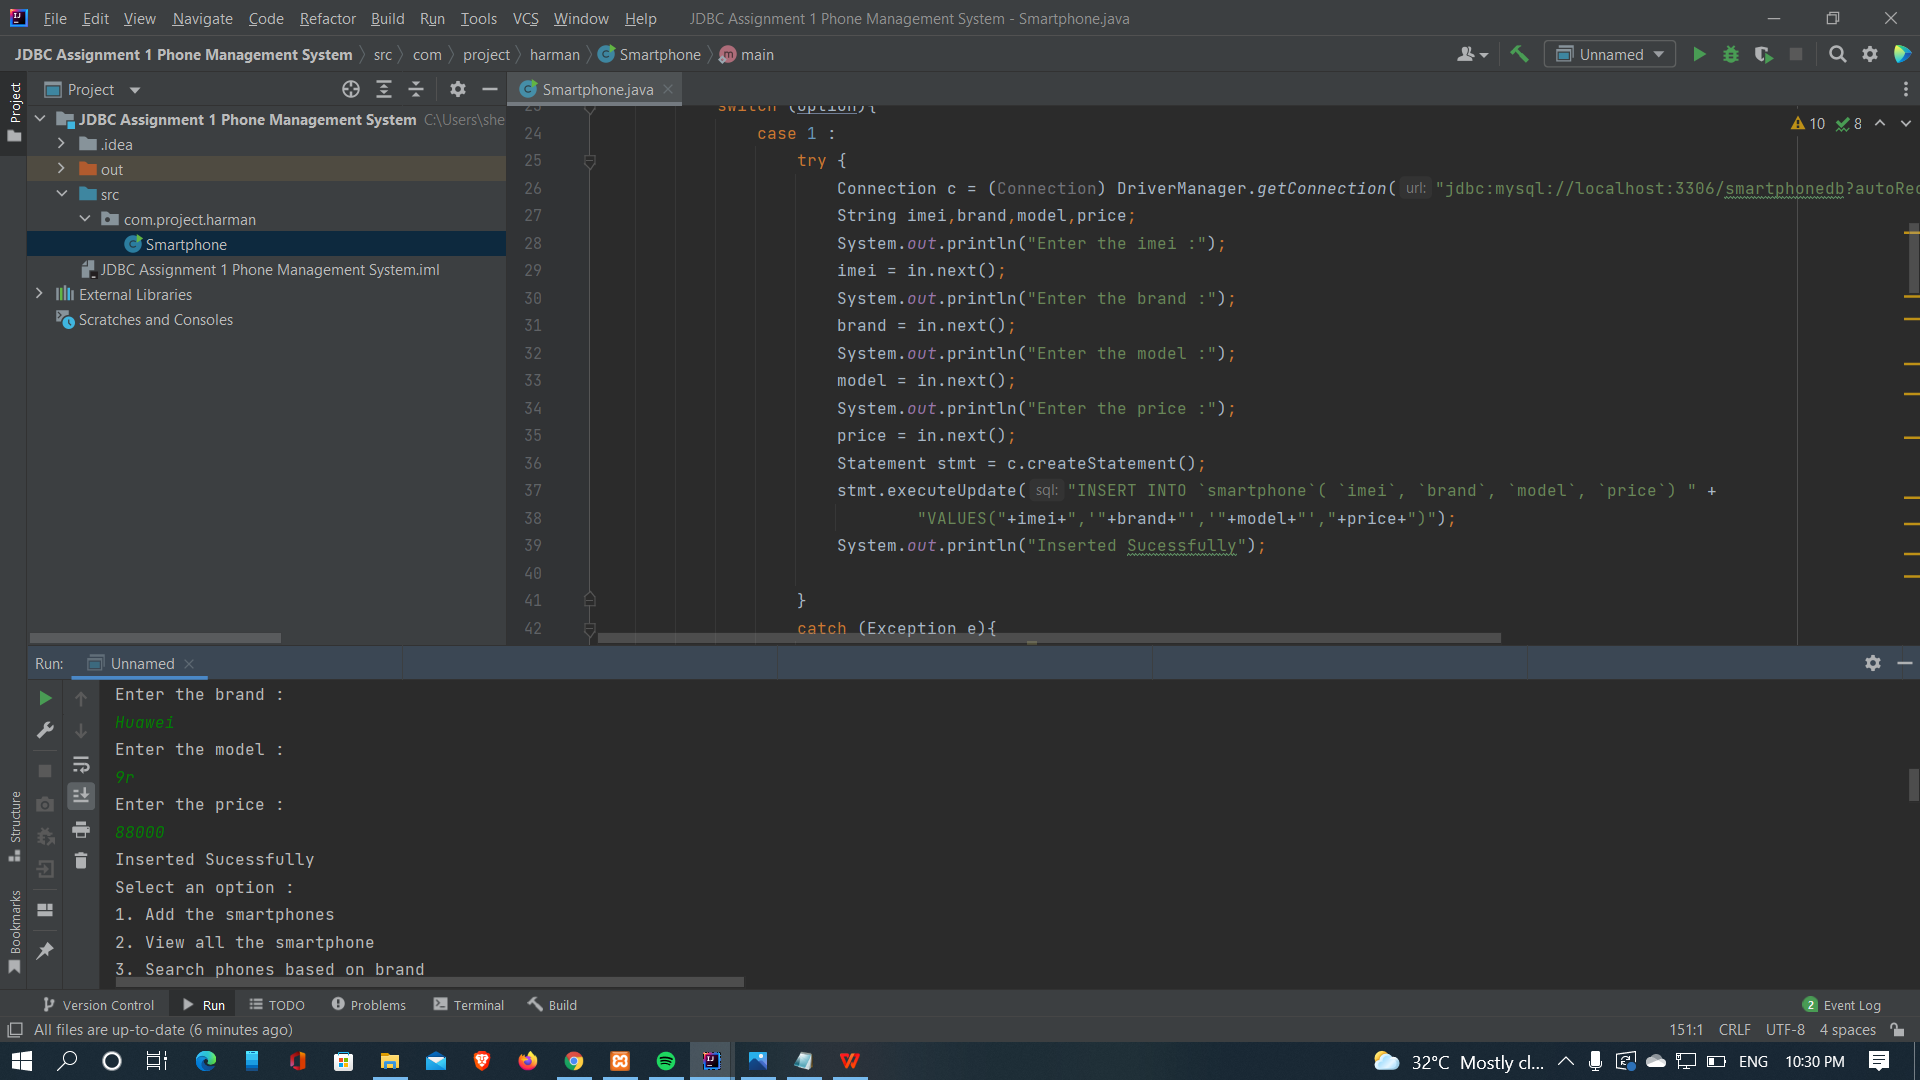 File Edit View Navigate Code Refactor Build Run Tools VCS Window Help JDBC Assignment 1 Phone Management System - Smartphone.java
JDBC Assignment 1 Phone Management System src com project harman Smartphone main
Unnamed
Project
Project
Smartphone.java
JDBC Assignment 1 Phone Management System C:\Users\she
.idea
out
src
com.project.harman
Smartphone
JDBC Assignment 1 Phone Management System.iml
External Libraries
Scratches and Consoles
10 8
23 switch (option){
24 case 1 :
25 try {
26 Connection c = (Connection) DriverManager.getConnection( url: "jdbc:mysql://localhost:3306/smartphonedb?autoRec
27 String imei,brand,model,price;
28 System.out.println("Enter the imei :");
29 imei = in.next();
30 System.out.println("Enter the brand :");
31 brand = in.next();
32 System.out.println("Enter the model :");
33 model = in.next();
34 System.out.println("Enter the price :");
35 price = in.next();
36 Statement stmt = c.createStatement();
37 stmt.executeUpdate( sql: "INSERT INTO `smartphone`( `imei`, `brand`, `model`, `price`) " +
38 "VALUES("+imei+",'"+brand+"','"+model+"',"+price+")");
39 System.out.println("Inserted Sucessfully");
40
41 }
42 catch (Exception e){
Run: Unnamed
Enter the brand :
Huawei
Enter the model :
9r
Enter the price :
88000
Inserted Sucessfully
Select an option :
1. Add the smartphones
2. View all the smartphone
3. Search phones based on brand
Structure
Bookmarks
Version Control Run TODO Problems Terminal Build 2 Event Log
All files are up-to-date (6 minutes ago) 151:1 CRLF UTF-8 4 spaces
32°C Mostly cl... ENG 10:30 PM